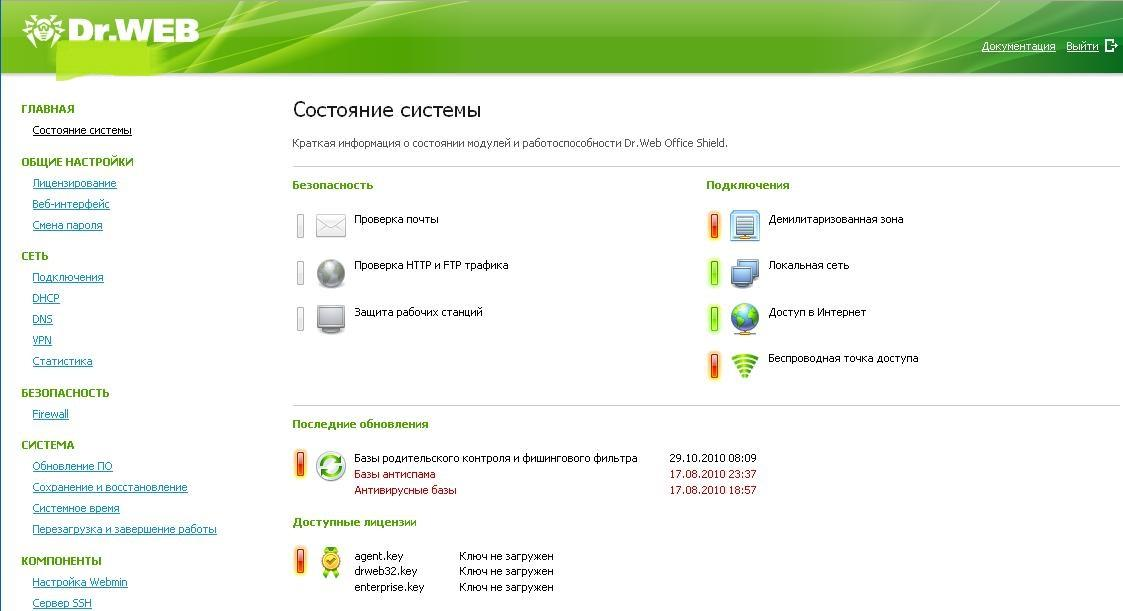 Dr.WEB
Документация Выйти
ГЛАВНАЯ
Состояние системы
ОБЩИЕ НАСТРОЙКИ
Лицензирование
Веб-интерфейс
Смена пароля
СЕТЬ
Подключения
DHCP
DNS
VPN
Статистика
БЕЗОПАСНОСТЬ
Firewall
СИСТЕМА
Обновление ПО
Сохранение и восстановление
Системное время
Перезагрузка и завершение работы
КОМПОНЕНТЫ
Настройка Webmin
Сервер SSH
Состояние системы
Краткая информация о состоянии модулей и работоспособности Dr.Web Office Shield.
Безопасность
Проверка почты
Проверка HTTP и FTP трафика
Защита рабочих станций
Подключения
Демилитаризованная зона
Локальная сеть
Доступ в Интернет
Беспроводная точка доступа
Последние обновления
Базы родительского контроля и фишингового фильтра 29.10.2010 08:09
Базы антиспама 17.08.2010 23:37
Антивирусные базы 17.08.2010 18:57
Доступные лицензии
agent.key Ключ не загружен
drweb32.key Ключ не загружен
enterprise.key Ключ не загружен